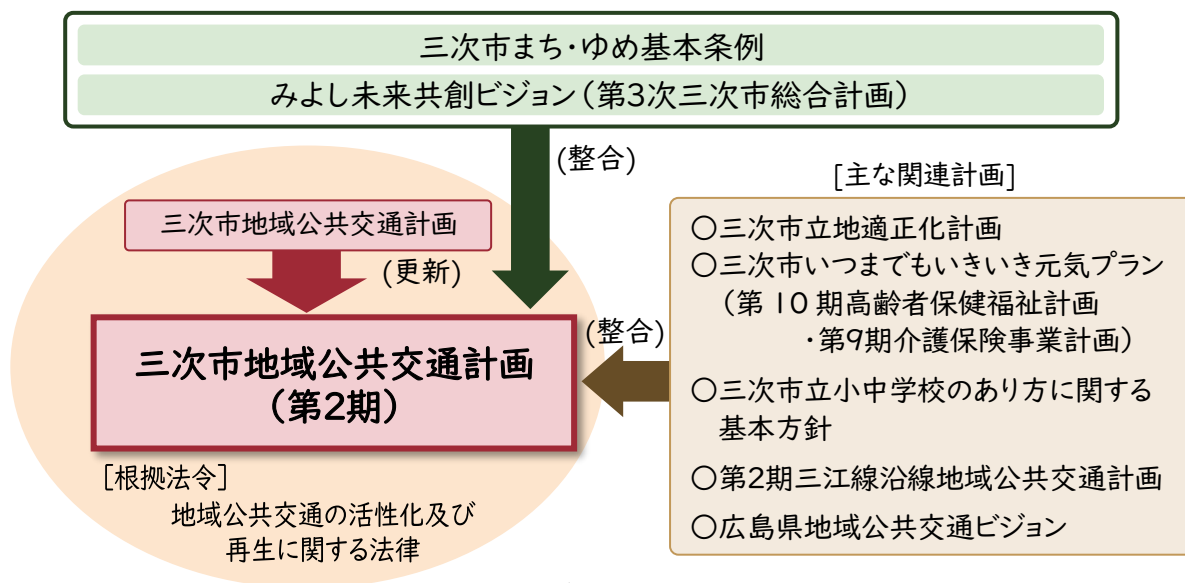 三次市まち・ゆめ基本条例
みよし未来共創ビジョン(第3次三次市総合計画)
(整合)
三次市地域公共交通計画
(更新)
三次市地域公共交通計画
(第2期)
[根拠法令]
地域公共交通の活性化及び
再生に関する法律
(整合)
[主な関連計画]
○三次市立地適正化計画
○三次市いつまでもいきいき元気プラン
(第10期高齢者保健福祉計画
・第9期介護保険事業計画)
○三次市立小中学校のあり方に関する
基本方針
○第2期三江線沿線地域公共交通計画
○広島県地域公共交通ビジョン